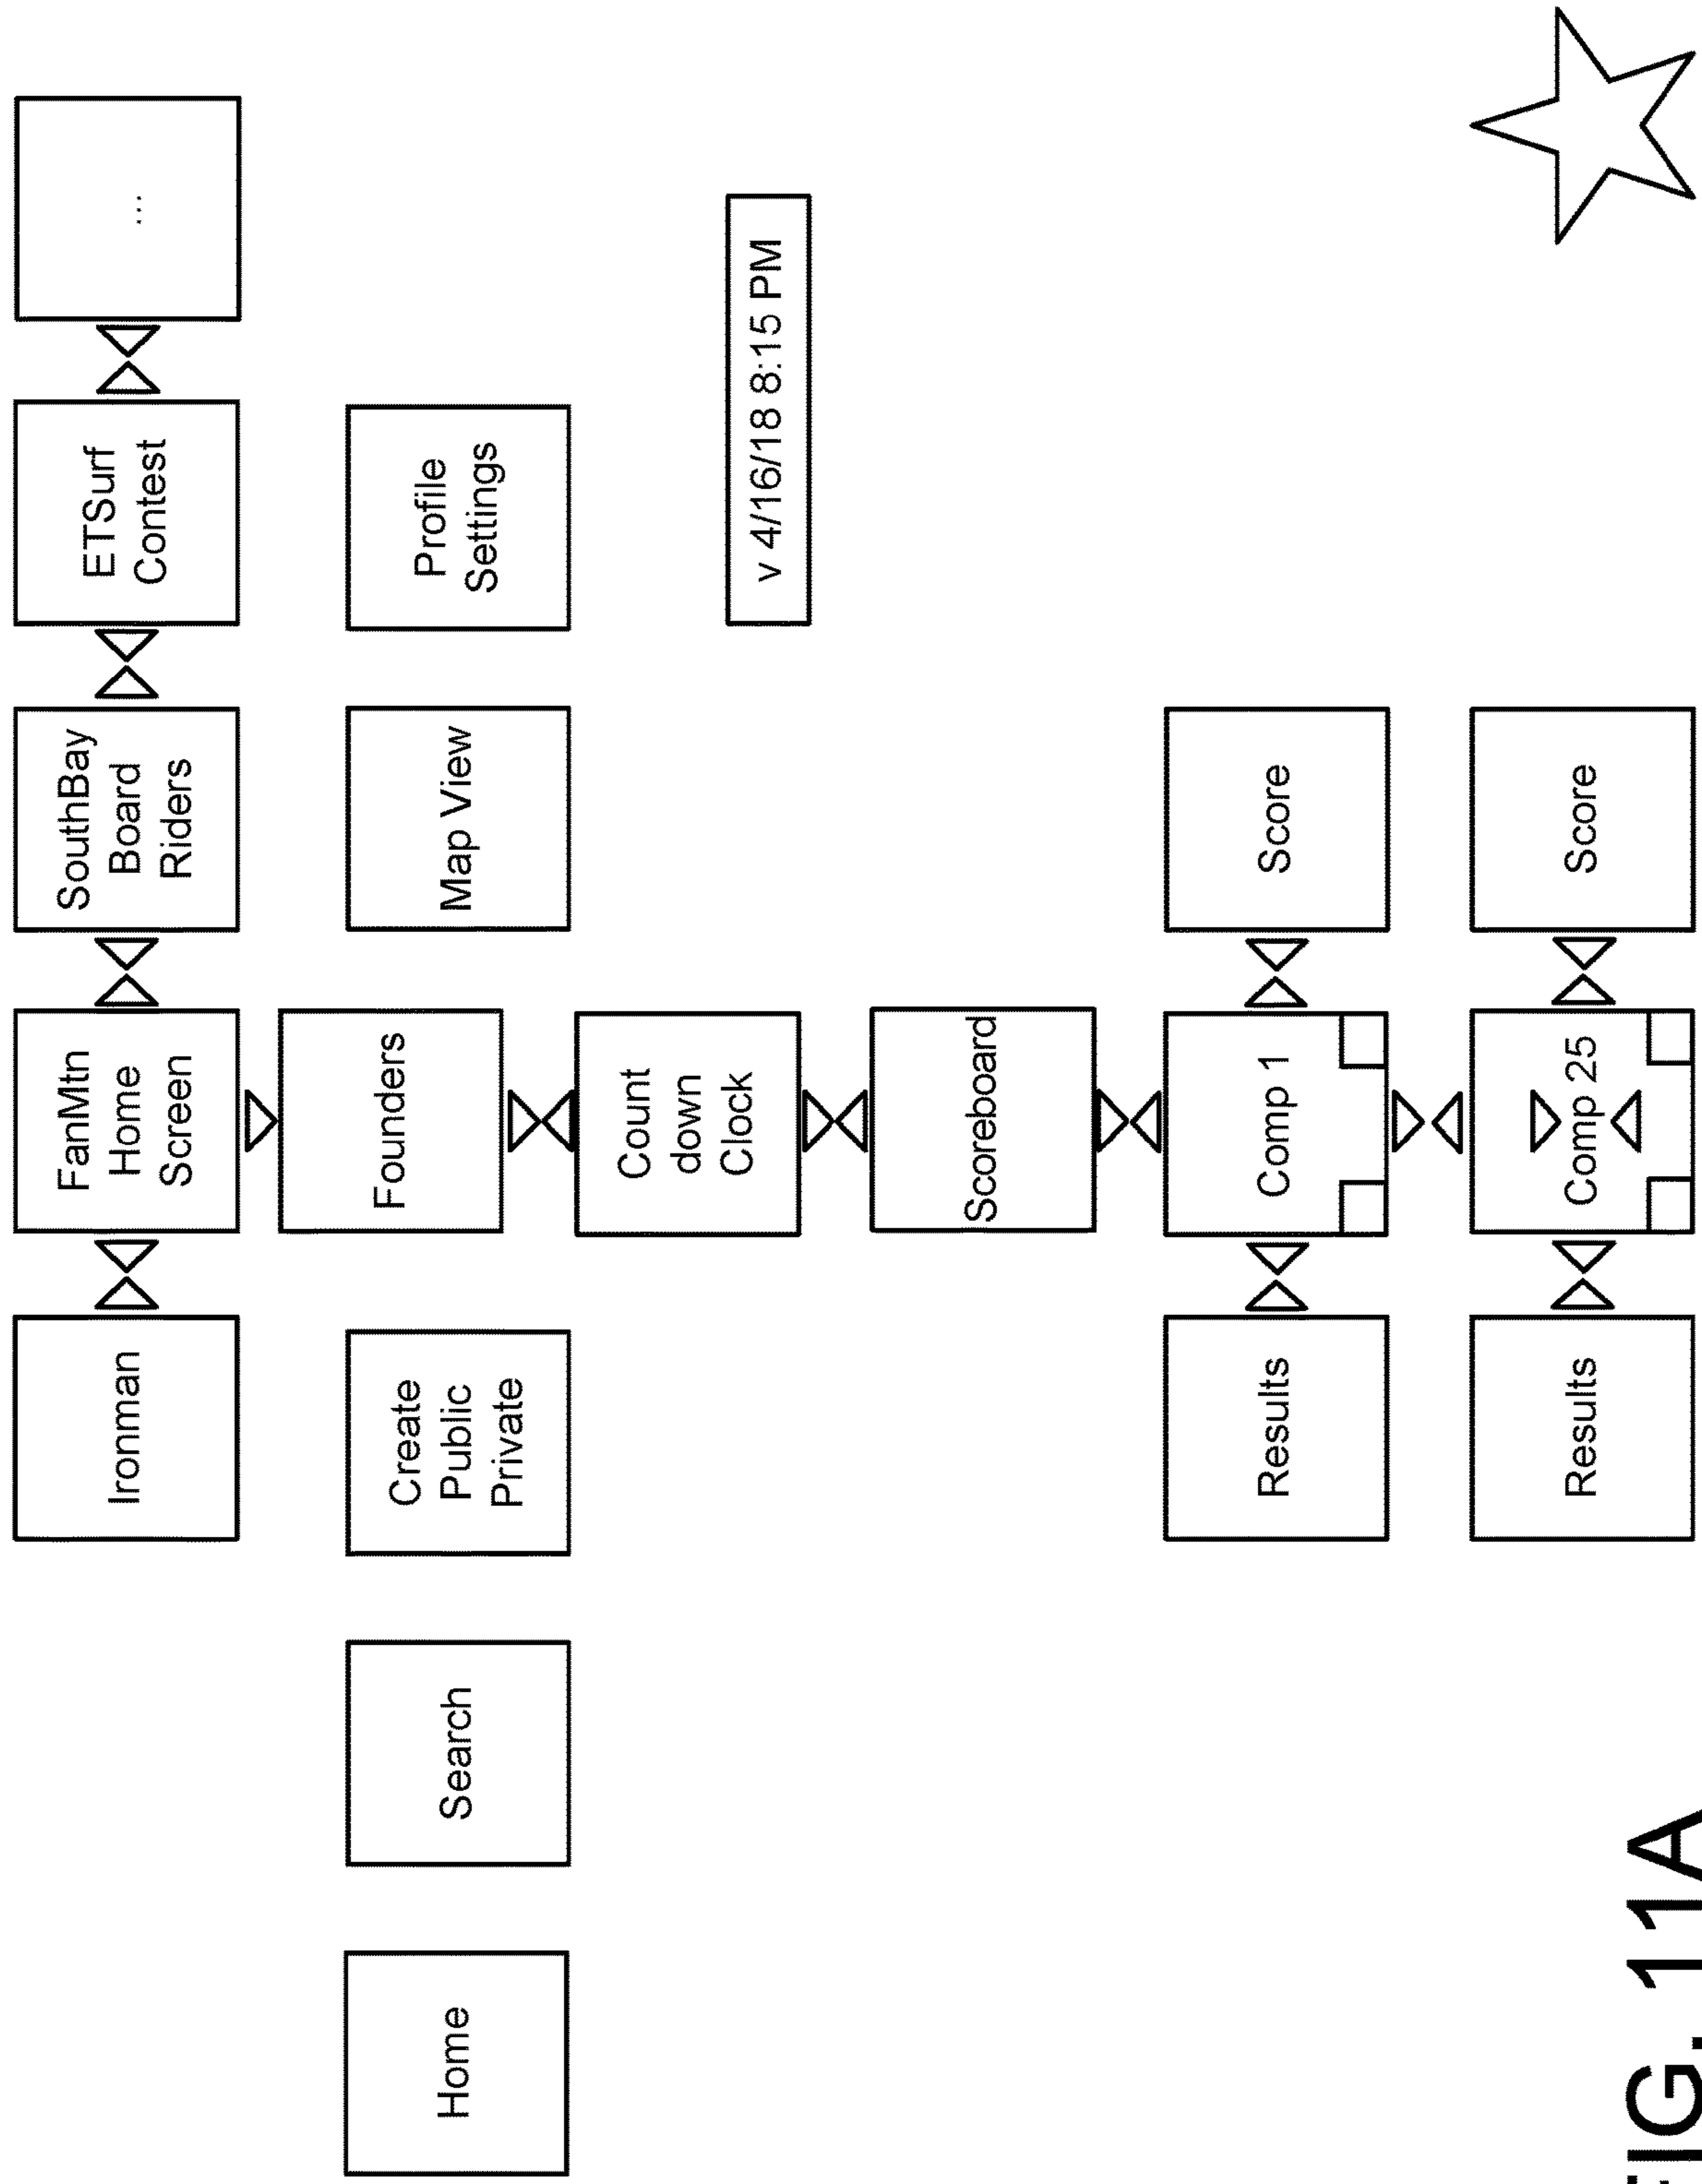 Ironman
FanMtn
Home
Screen
SouthBay
Board
Riders
ETSurf
Contest
...
Home
Search
Create
Public
Private
Founders
Map View
Profile
Settings
Count
down
Clock
v 4/16/18 8:15 PM
Scoreboard
Results
Comp 1
Score
Results
Comp 25
Score
FIG. 11A